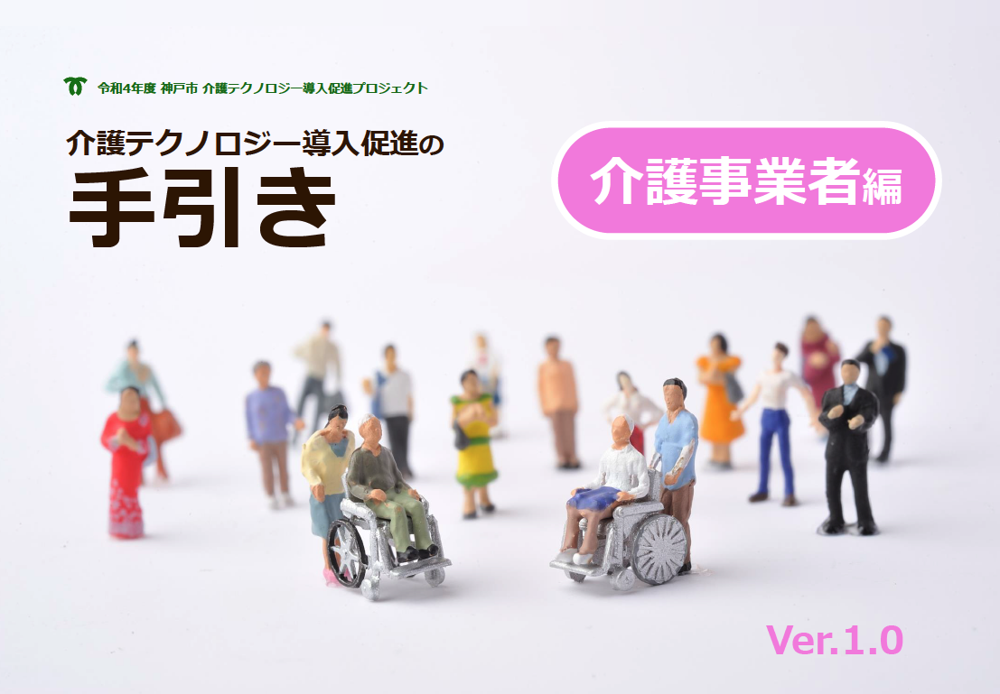 令和4年度 神戸市 介護テクノロジー導入促進プロジェクト
介護テクノロジー導入促進の
手引き
介護事業者編
Ver.1.0